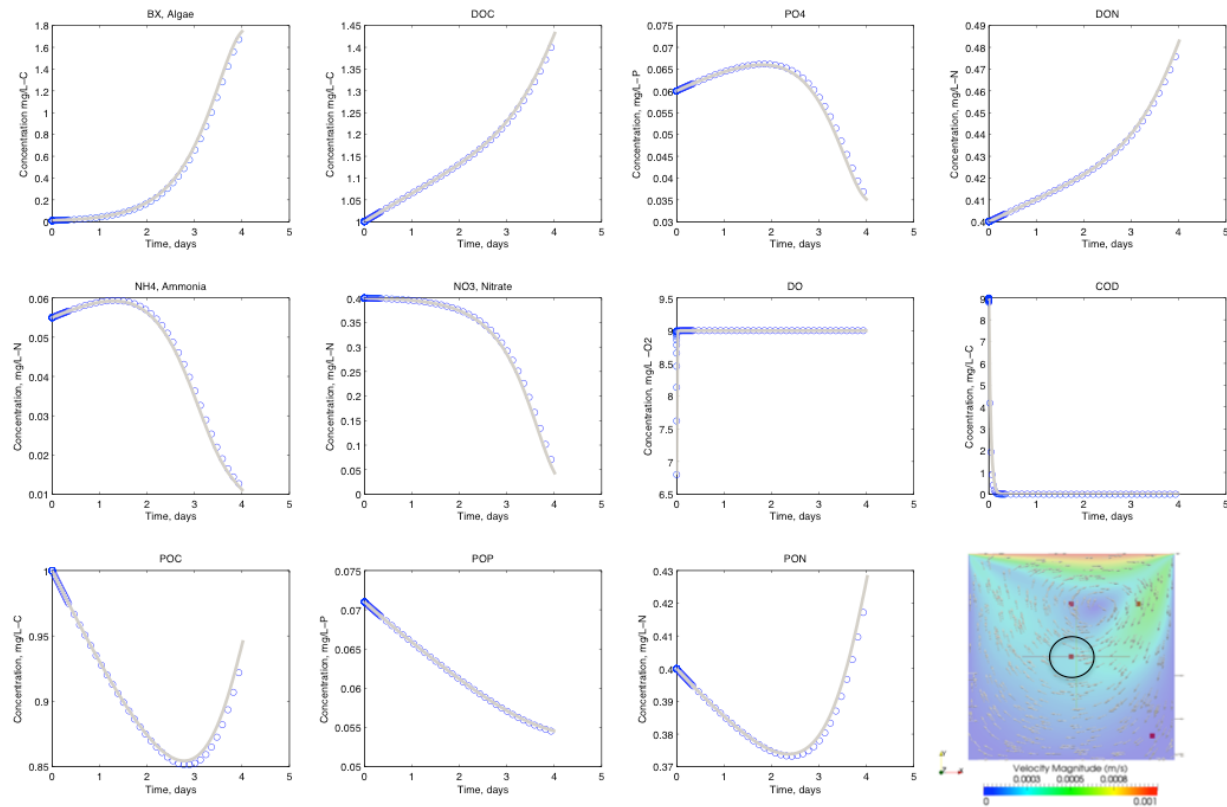 BX, Algae
Concentration mg/L−C
1.8
1.6
1.4
1.2
1
0.8
0.6
0.4
0.2
0
0 1 2 3 4 5
Time, days
DOC
Concentration, mg/L−C
1.45
1.4
1.35
1.3
1.25
1.2
1.15
1.1
1.05
1
0 1 2 3 4 5
Time, days
PO4
Concentration, mg/L−P
0.075
0.07
0.065
0.06
0.055
0.05
0.045
0.04
0.035
0.03
0 1 2 3 4 5
Time, days
DON
Concentration, mg/L−N
0.49
0.48
0.47
0.46
0.45
0.44
0.43
0.42
0.41
0.4
0 1 2 3 4 5
Time, days
NH4, Ammonia
Concentration, mg/L−N
0.06
0.05
0.04
0.03
0.02
0.01
0 1 2 3 4 5
Time, days
NO3, Nitrate
Concentration, mg/L−N
0.4
0.35
0.3
0.25
0.2
0.15
0.1
0.05
0
0 1 2 3 4 5
Time, days
DO
Concentration, mg/L −O2
9.5
9
8.5
8
7.5
7
6.5
0 1 2 3 4 5
Time, days
COD
Cocentration, mg/L−C
9
8
7
6
5
4
3
2
1
0
0 1 2 3 4 5
Time, days
POC
Concentration, mg/L−C
1
0.95
0.9
0.85
0 1 2 3 4 5
Time, days
POP
Concentration, mg/L−P
0.075
0.07
0.065
0.06
0.055
0.05
0 1 2 3 4 5
Time, days
PON
Concentration, mg/L−N
0.43
0.42
0.41
0.4
0.39
0.38
0.37
0 1 2 3 4 5
Time, days
Velocity Magnitude (m/s)
0.0003 0.0005 0.0008
0 0.001